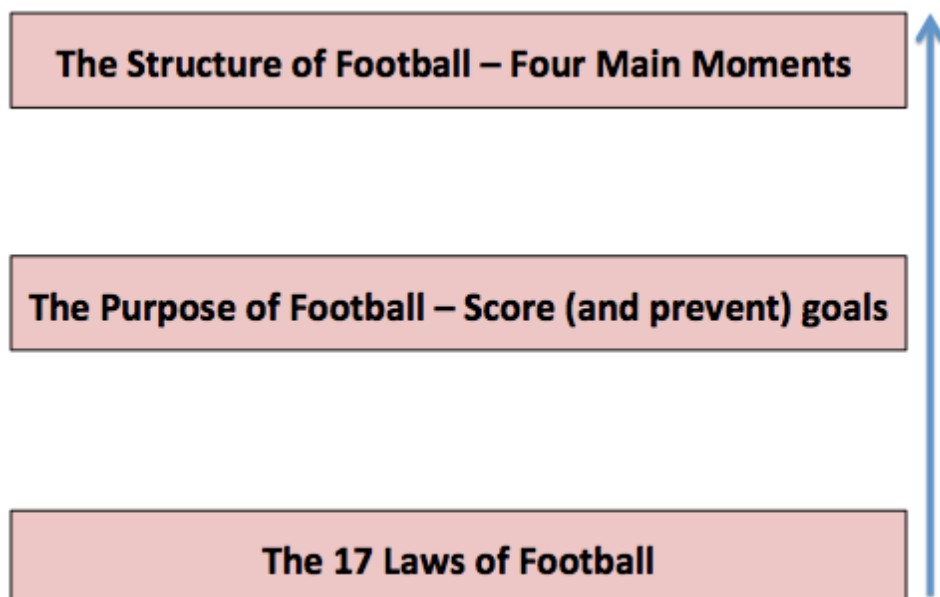 The Structure of Football – Four Main Moments
The Purpose of Football – Score (and prevent) goals
The 17 Laws of Football